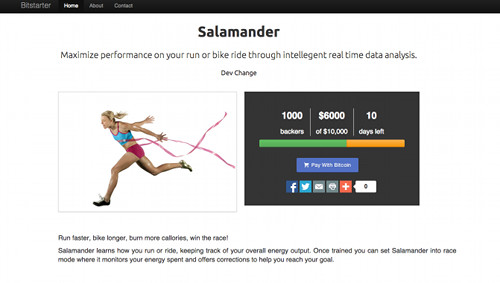 Bitstarter Home About Contact
Salamander
Maximize performance on your run or bike ride through intellegent real time data analysis.
Dev Change
1000 $6000 10
backers of $10,000 days left
Pay With Bitcoin
0
Run faster, bike longer, burn more callories, win the race!
Salamander learns how you run or ride, keeping track of your overall energy output. Once trained you can set Salamander into race
mode where it monitors your energy spent and offers corrections to help you reach your goal.